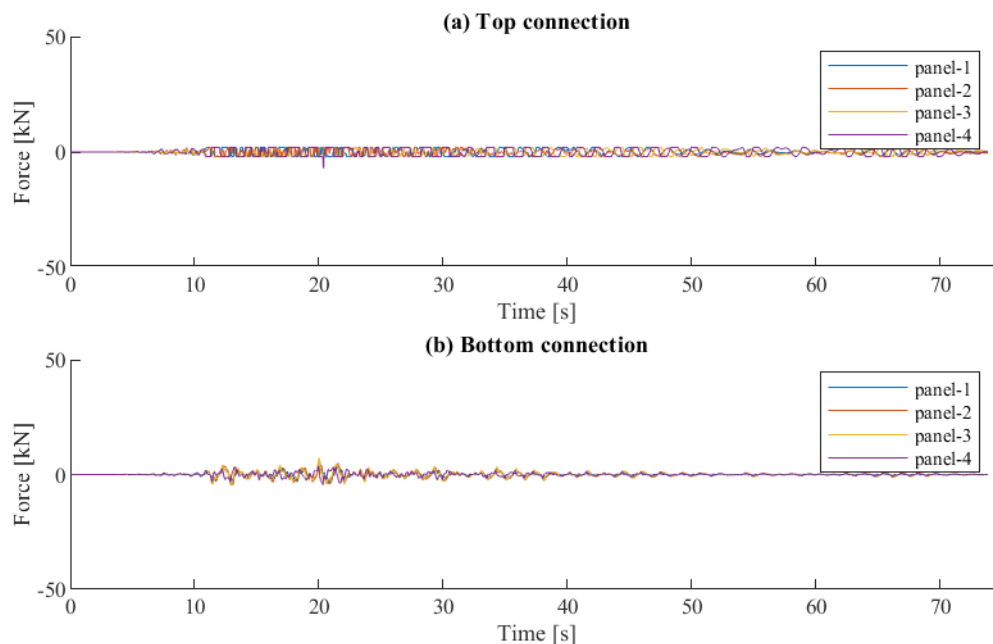 (a) Top connection
50
panel-1
panel-2
panel-3
panel-4
Force [kN]
0
-50
0 10 20 30 40 50 60 70
Time [s]
(b) Bottom connection
50
panel-1
panel-2
panel-3
panel-4
Force [kN]
0
-50
0 10 20 30 40 50 60 70
Time [s]